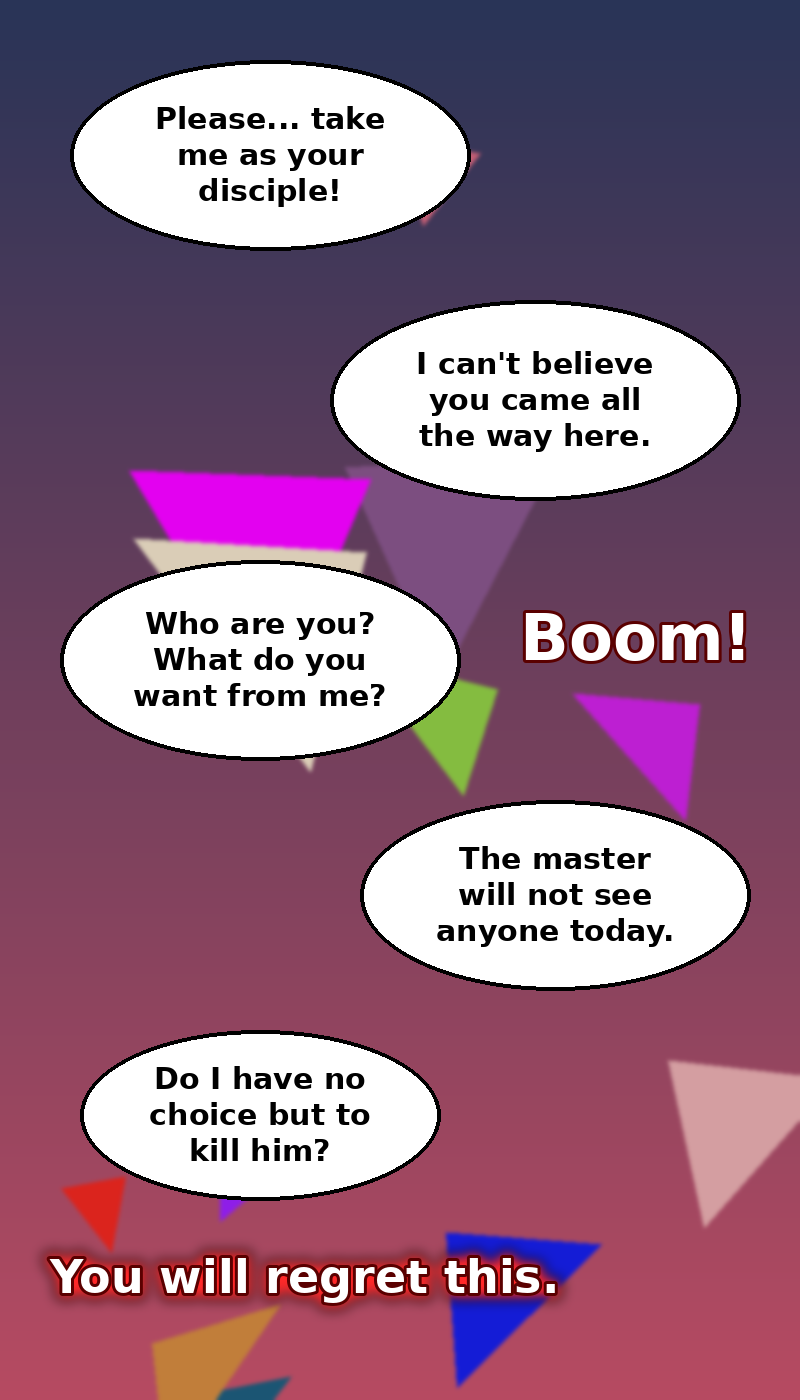 Please... take
me as your
disciple!
I can't believe
you came all
the way here.
Who are you?
What do you
want from me?
Boom!
The master
will not see
anyone today.
Do I have no
choice but to
kill him?
You will regret this.